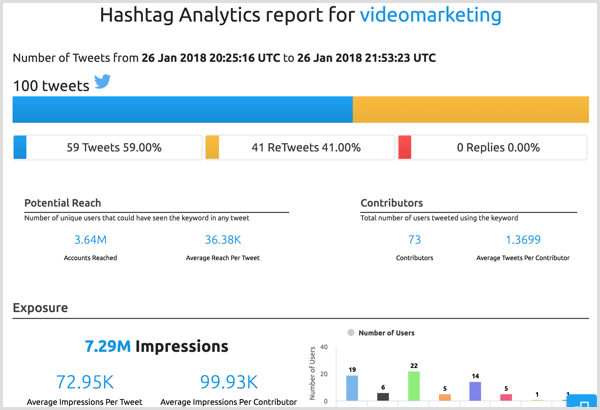 Hashtag Analytics report for videomarketing
Number of Tweets from 26 Jan 2018 20:25:16 UTC to 26 Jan 2018 21:53:23 UTC
100 tweets
59 Tweets 59.00%
41 ReTweets 41.00%
0 Replies 0.00%
Potential Reach
Number of unique users that could have seen the keyword in any tweet
3.64M
36.38K
Accounts Reached
Average Reach Per Tweet
Contributors
Total number of users tweeted using the keyword
73
1.3699
Contributors
Average Tweets Per Contributor
Exposure
7.29M Impressions
72.95K
99.93K
Average Impressions Per Tweet
Average Impressions Per Contributor
Number of Users
Number of Users
40
20
0
19
6
22
5
14
5
1